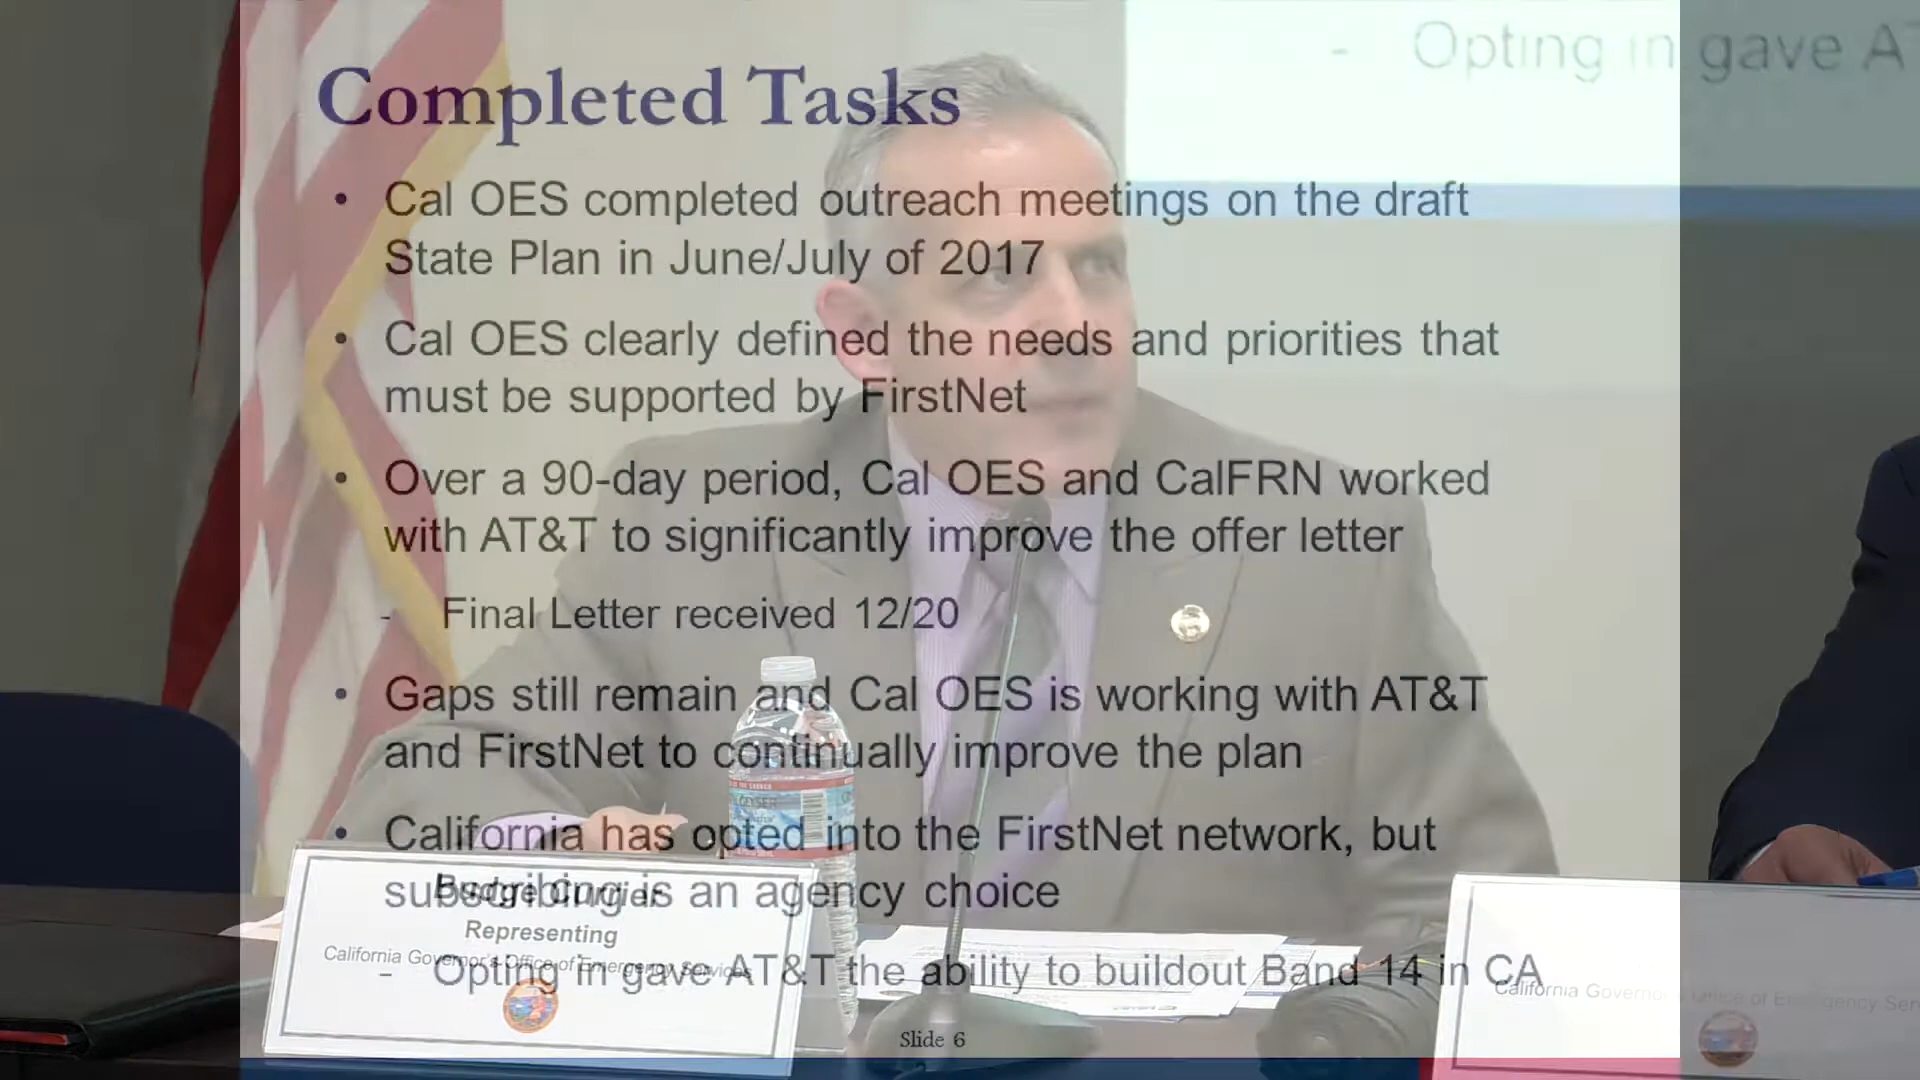 - Opting in gave A
Completed Tasks
• Cal OES completed outreach meetings on the draft
State Plan in June/July of 2017
• Cal OES clearly defined the needs and priorities that
must be supported by FirstNet
• Over a 90-day period, Cal OES and CalFRN worked
with AT&T to significantly improve the offer letter
- Final Letter received 12/20
• Gaps still remain and Cal OES is working with AT&T
and FirstNet to continually improve the plan
• California has opted into the FirstNet network, but
subscribing is an agency choice
- Opting in gave AT&T the ability to buildout Band 14 in CA
Slide 6
Budge Currier
Representing
California Governor's Office of Emergency Services
GEYSER
California Governor's Office of Emergency Ser